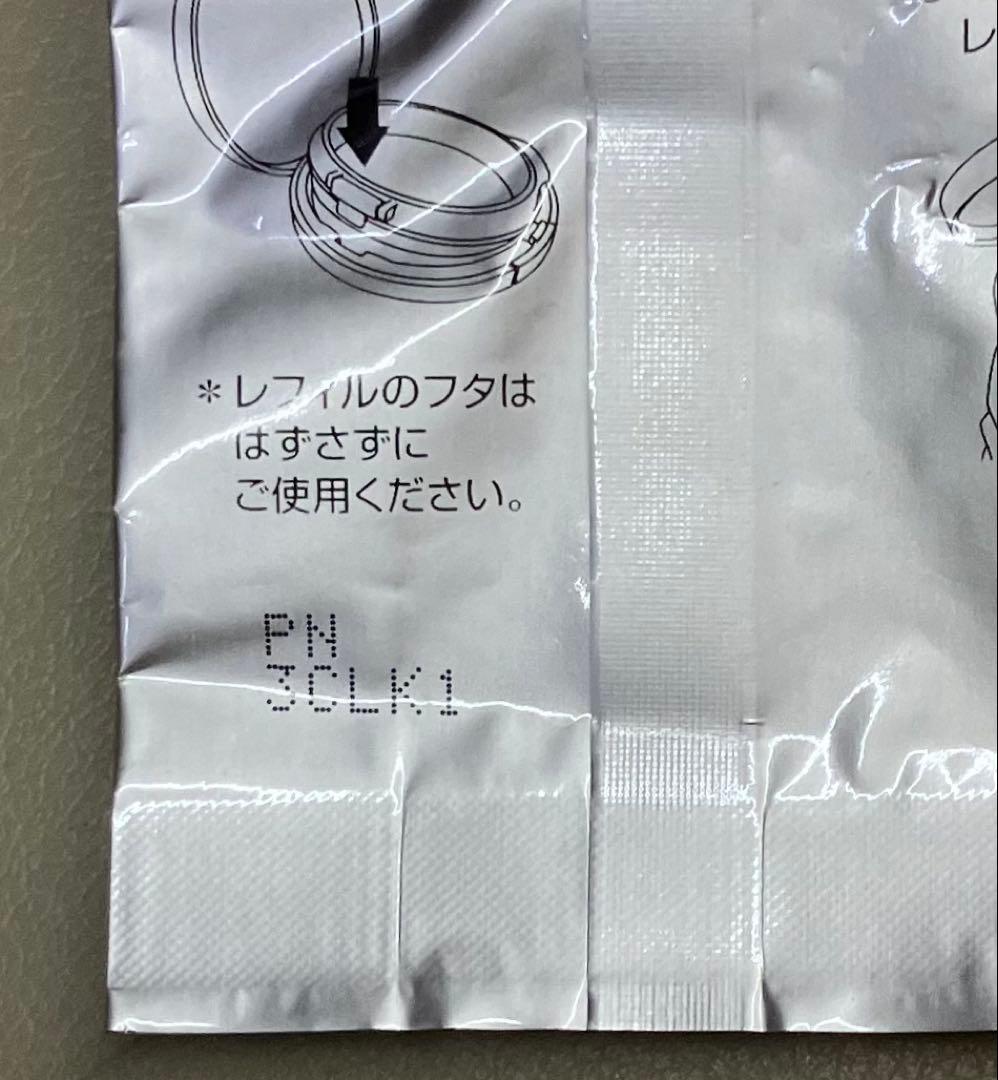 レ
＊レフィルのフタは
はずさずに
ご使用ください。
PN
3CLK1